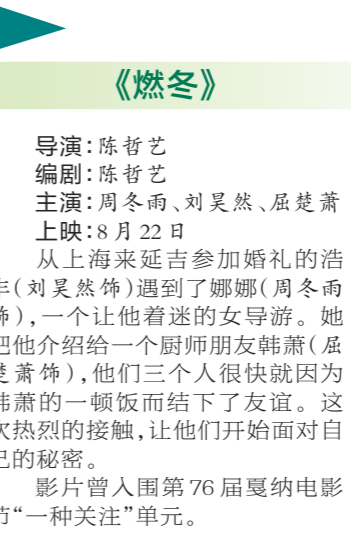 《燃冬》
导演:陈哲艺
编剧:陈哲艺
主演:周冬雨、刘昊然、屈楚萧
上映:8月22日
从上海来延吉参加婚礼的浩
丰(刘昊然饰)遇到了娜娜(周冬雨
饰),一个让他着迷的女导游。她
把他介绍给一个厨师朋友韩萧(屈
楚萧饰),他们三个人很快就因为
韩萧的一顿饭而结下了友谊。这
次热烈的接触,让他们开始面对自
己的秘密。
影片曾入围第76届戛纳电影
节“一种关注”单元。